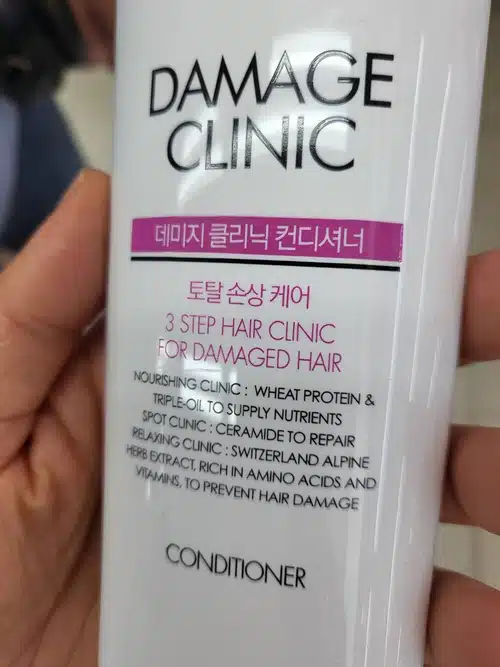 DAMAGE
CLINIC
데미지 클리닉 컨디셔너
토탈 손상 케어
3 STEP HAIR CLINIC
FOR DAMAGED HAIR
NOURISHING CLINIC : WHEAT PROTEIN &
TRIPLE-OIL TO SUPPLY NUTRIENTS
SPOT CLINIC : CERAMIDE TO REPAIR
RELAXING CLINIC : SWITZERLAND ALPINE
HERB EXTRACT, RICH IN AMINO ACIDS AND
VITAMINS, TO PREVENT HAIR DAMAGE
CONDITIONER